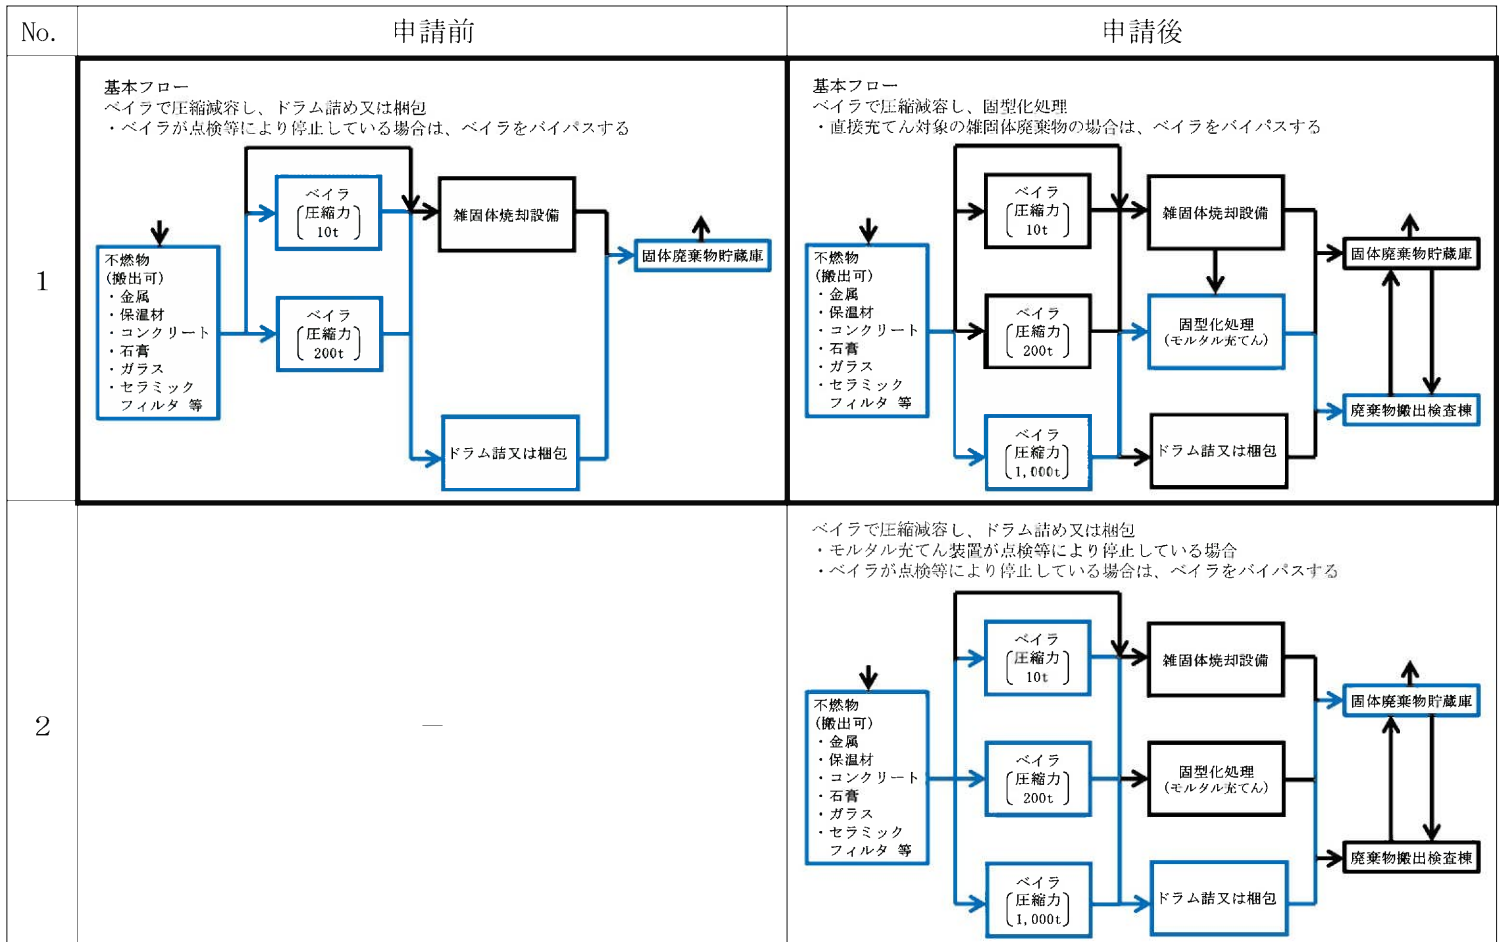 No.
申請前
申請後
1
基本フロー
ベイラで圧縮減容し、ドラム詰め又は梱包
・ベイラが点検等により停止している場合は、ベイラをバイパスする
不燃物
(搬出可)
・金属
・保温材
・コンクリート
・石膏
・ガラス
・セラミック
フィルタ 等
ベイラ
圧縮力
10t
ベイラ
圧縮力
200t
雑固体焼却設備
ドラム詰又は梱包
固体廃棄物貯蔵庫
基本フロー
ベイラで圧縮減容し、固型化処理
・直接充てん対象の雑固体廃棄物の場合は、ベイラをバイパスする
不燃物
(搬出可)
・金属
・保温材
・コンクリート
・石膏
・ガラス
・セラミック
フィルタ 等
ベイラ
圧縮力
10t
ベイラ
圧縮力
200t
ベイラ
圧縮力
1,000t
雑固体焼却設備
固型化処理
(モルタル充てん)
ドラム詰又は梱包
固体廃棄物貯蔵庫
廃棄物搬出検査棟
2
―
ベイラで圧縮減容し、ドラム詰め又は梱包
・モルタル充てん装置が点検等により停止している場合
・ベイラが点検等により停止している場合は、ベイラをバイパスする
不燃物
(搬出可)
・金属
・保温材
・コンクリート
・石膏
・ガラス
・セラミック
フィルタ 等
ベイラ
圧縮力
10t
ベイラ
圧縮力
200t
ベイラ
圧縮力
1,000t
雑固体焼却設備
固型化処理
(モルタル充てん)
ドラム詰又は梱包
固体廃棄物貯蔵庫
廃棄物搬出検査棟